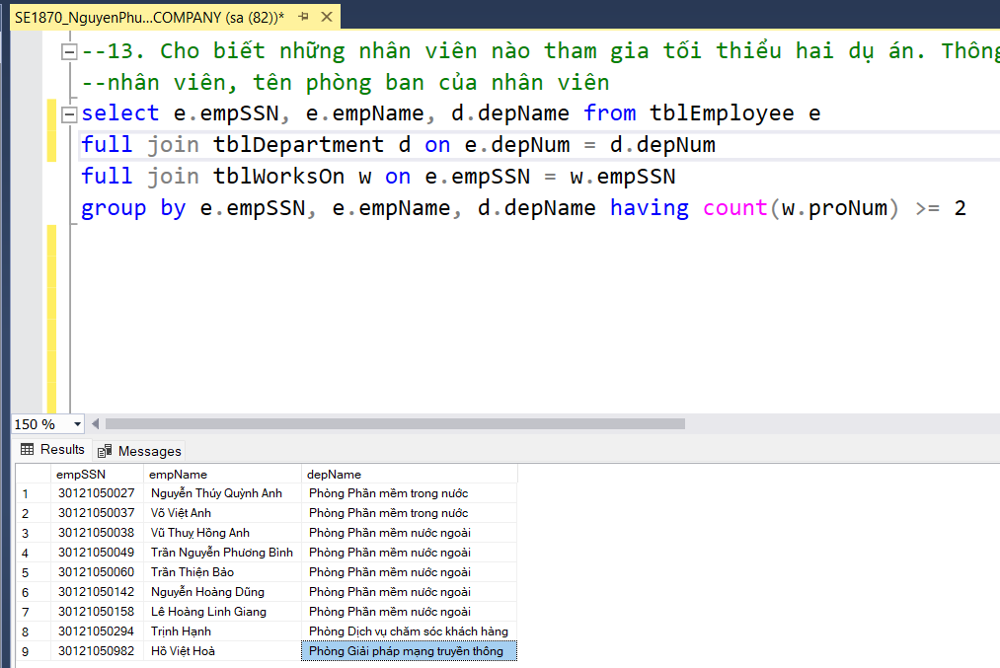 SE1870_NguyenPhu...COMPANY (sa (82))*
--13. Cho biết những nhân viên nào tham gia tối thiểu hai dự án. Thông
--nhân viên, tên phòng ban của nhân viên
select e.empSSN, e.empName, d.depName from tblEmployee e
full join tblDepartment d on e.depNum = d.depNum
full join tblWorksOn w on e.empSSN = w.empSSN
group by e.empSSN, e.empName, d.depName having count(w.proNum) >= 2
150 %
Results Messages
empSSN empName depName
1 30121050027 Nguyễn Thúy Quỳnh Anh Phòng Phần mềm trong nước
2 30121050037 Võ Việt Anh Phòng Phần mềm trong nước
3 30121050038 Vũ Thuỵ Hồng Anh Phòng Phần mềm nước ngoài
4 30121050049 Trần Nguyễn Phương Bình Phòng Phần mềm nước ngoài
5 30121050060 Trần Thiện Bảo Phòng Phần mềm nước ngoài
6 30121050142 Nguyễn Hoàng Dũng Phòng Phần mềm nước ngoài
7 30121050158 Lê Hoàng Linh Giang Phòng Phần mềm nước ngoài
8 30121050294 Trịnh Hạnh Phòng Dịch vụ chăm sóc khách hàng
9 30121050982 Hồ Việt Hoà Phòng Giải pháp mạng truyền thông